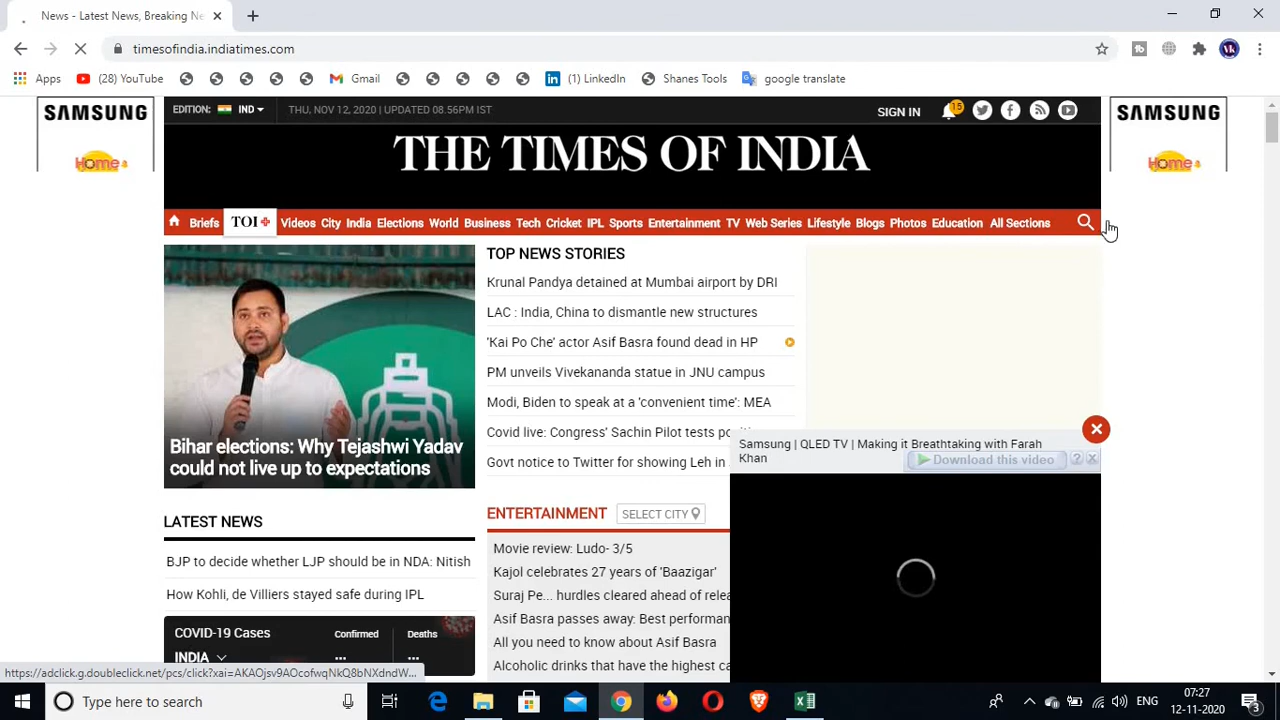 News - Latest News, Breaking Ne
timesofindia.indiatimes.com
Apps
(28) YouTube
Gmail
(1) LinkedIn
Shanes Tools
google translate
SAMSUNG
Home
EDITION: IND
THU, NOV 12, 2020 | UPDATED 08.56PM IST
SIGN IN
15
SAMSUNG
Home
THE TIMES OF INDIA
Briefs TOI+ Videos City India Elections World Business Tech Cricket IPL Sports Entertainment TV Web Series Lifestyle Blogs Photos Education All Sections
Bihar elections: Why Tejashwi Yadav
could not live up to expectations
LATEST NEWS
BJP to decide whether LJP should be in NDA: Nitish
How Kohli, de Villiers stayed safe during IPL
COVID-19 Cases Confirmed Deaths
INDIA ... ...
TOP NEWS STORIES
Krunal Pandya detained at Mumbai airport by DRI
LAC : India, China to dismantle new structures
'Kai Po Che' actor Asif Basra found dead in HP
PM unveils Vivekananda statue in JNU campus
Modi, Biden to speak at a 'convenient time': MEA
Covid live: Congress' Sachin Pilot tests
Govt notice to Twitter for showing Leh in
ENTERTAINMENT SELECT CITY
Movie review: Ludo- 3/5
Kajol celebrates 27 years of 'Baazigar'
Suraj Pe... hurdles cleared ahead of relea
Asif Basra passes away: Best performan
All you need to know about Asif Basra
Alcoholic drinks that have the highest ca
Samsung | QLED TV | Making it Breathtaking with Farah
Khan
Download this video ?
https://adclick.g.doubleclick.net/pcs/click?xai=AKAOjsv9AOcofwqNkQ8bNXdndW...
Type here to search
ENG
07:27
12-11-2020
3